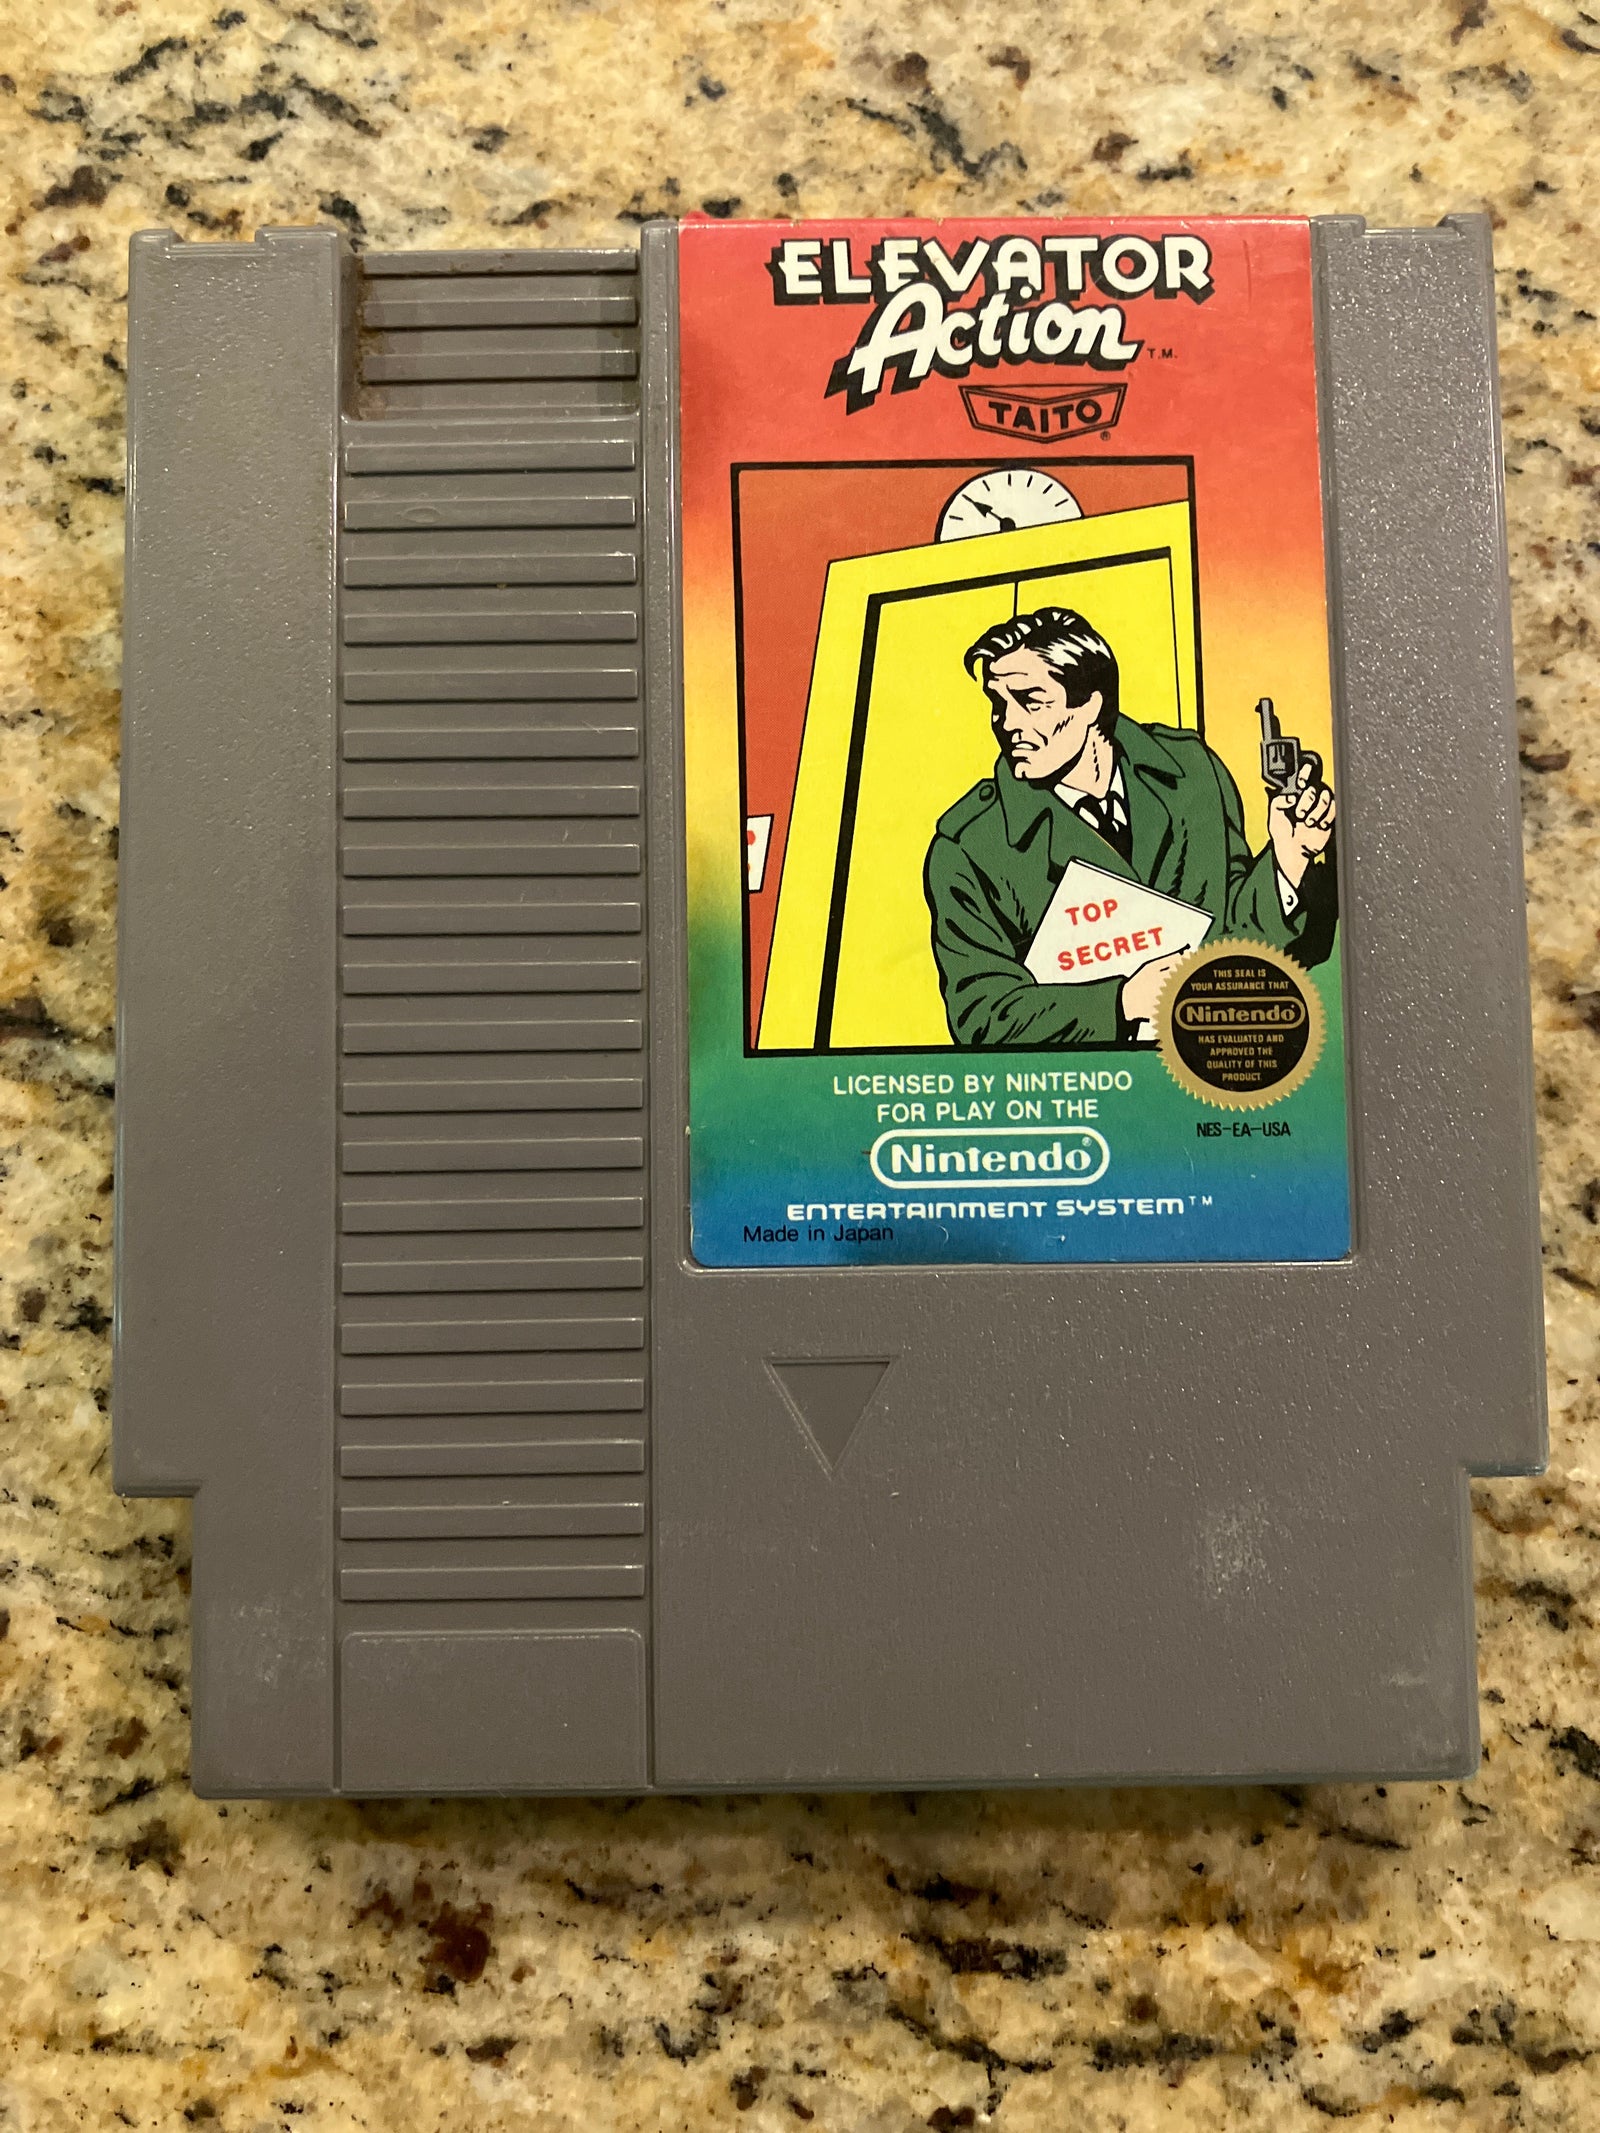 ELEVATOR
Action T.M.
TAITO®
TOP
SECRET
THIS SEAL IS
YOUR ASSURANCE THAT
Nintendo®
HAS EVALUATED AND
APPROVED THE
QUALITY OF THIS
PRODUCT.
LICENSED BY NINTENDO
FOR PLAY ON THE
Nintendo®
ENTERTAINMENT SYSTEM™
NES-EA-USA
Made in Japan